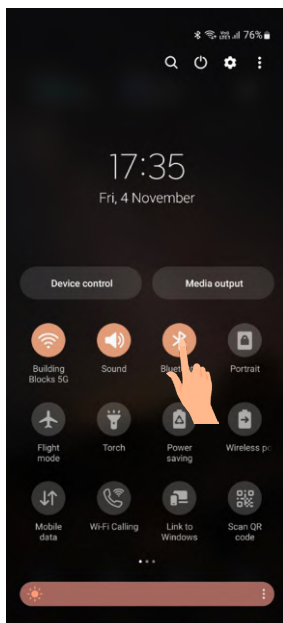 76%
17:35
Fri, 4 November
Device control Media output
Building Sound Portrait
Blocks 5G
Flight Torch Power Wireless
mode saving
Mobile Wi-Fi Calling Link to Scan QR
data Windows code